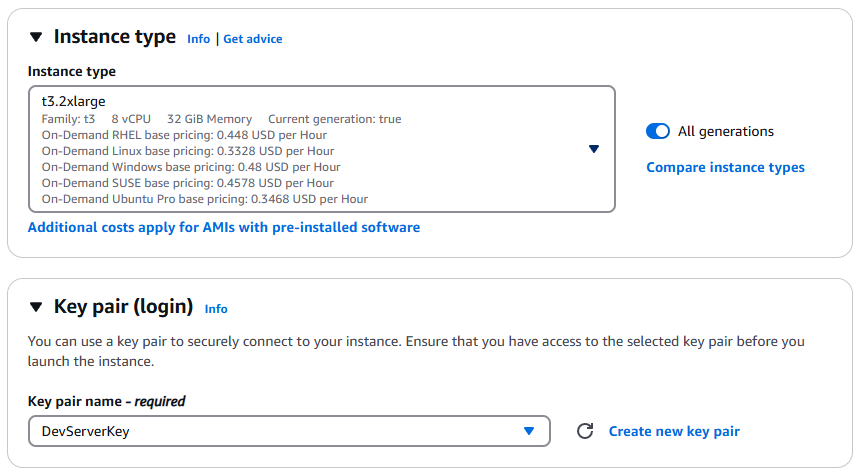 Instance type Info | Get advice
Instance type
t3.2xlarge
Family: t3 8 vCPU 32 GiB Memory Current generation: true
On-Demand RHEL base pricing: 0.448 USD per Hour
On-Demand Linux base pricing: 0.3328 USD per Hour
On-Demand Windows base pricing: 0.48 USD per Hour
On-Demand SUSE base pricing: 0.4578 USD per Hour
On-Demand Ubuntu Pro base pricing: 0.3468 USD per Hour
All generations
Compare instance types
Additional costs apply for AMIs with pre-installed software
Key pair (login) Info
You can use a key pair to securely connect to your instance. Ensure that you have access to the selected key pair before you
launch the instance.
Key pair name - required
DevServerKey
Create new key pair